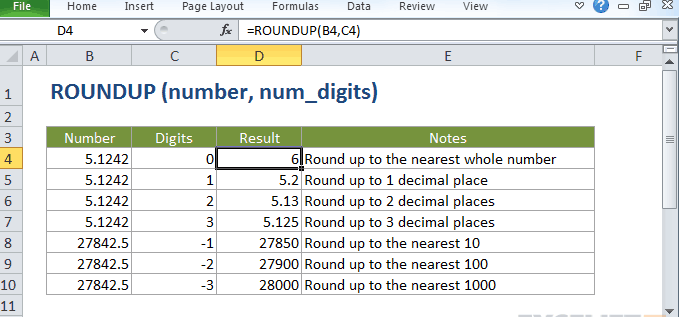 File Home Insert Page Layout Formulas Data Review View
D4 fx =ROUNDUP(B4,C4)
A B C D E F
1 ROUNDUP (number, num_digits)
2
3 Number Digits Result Notes
4 5.1242 0 6 Round up to the nearest whole number
5 5.1242 1 5.2 Round up to 1 decimal place
6 5.1242 2 5.13 Round up to 2 decimal places
7 5.1242 3 5.125 Round up to 3 decimal places
8 27842.5 -1 27850 Round up to the nearest 10
9 27842.5 -2 27900 Round up to the nearest 100
10 27842.5 -3 28000 Round up to the nearest 1000
11